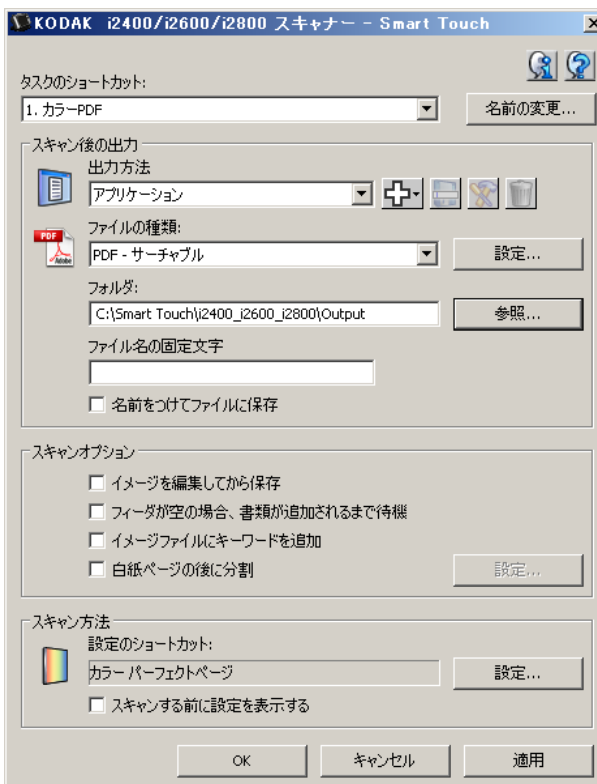 KODAK i2400/i2600/i2800 スキャナー - Smart Touch
タスクのショートカット:
1. カラーPDF
名前の変更...
スキャン後の出力
出力方法
アプリケーション
ファイルの種類:
PDF
Adobe
PDF - サーチャブル
設定...
フォルダ:
C:\Smart Touch\i2400_i2600_i2800\Output
参照...
ファイル名の固定文字
名前をつけてファイルに保存
スキャンオプション
イメージを編集してから保存
フィーダが空の場合、書類が追加されるまで待機
イメージファイルにキーワードを追加
白紙ページの後に分割
設定...
スキャン方法
設定のショートカット:
カラー パーフェクトページ
設定...
スキャンする前に設定を表示する
OK
キャンセル
適用